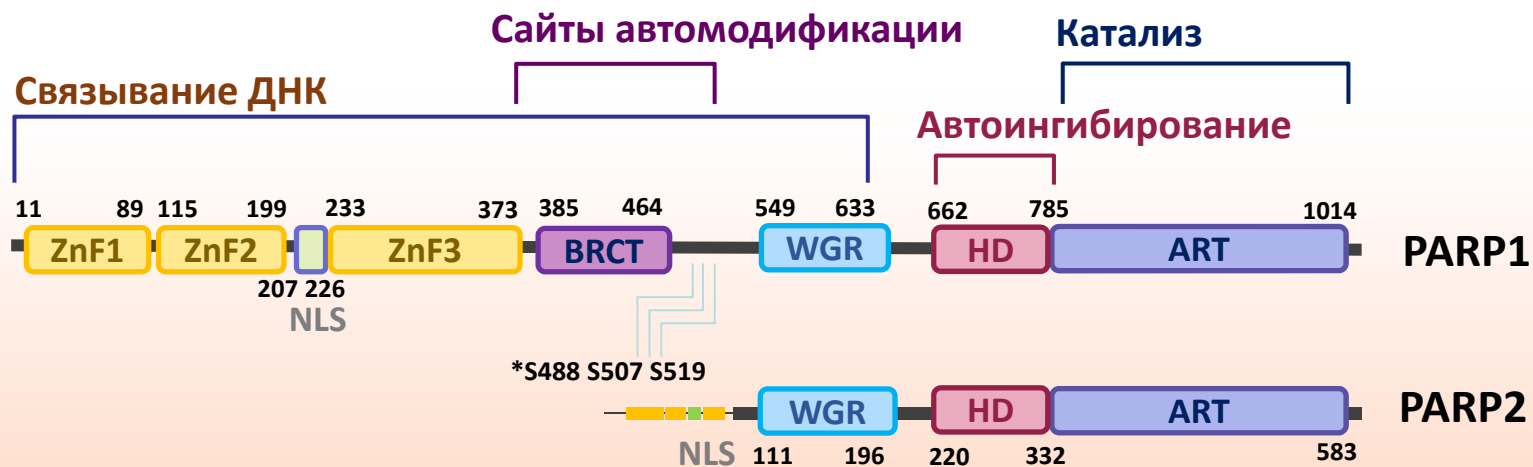 Сайты автомодификации
Катализ
Связывание ДНК
Автоингибирование
11 89 115 199 233 373 385 464 549 633 662 785 1014
ZnF1 ZnF2 ZnF3 BRCT WGR HD ART PARP1
207 226
NLS
*S488 S507 S519
WGR HD ART PARP2
NLS 111 196 220 332 583